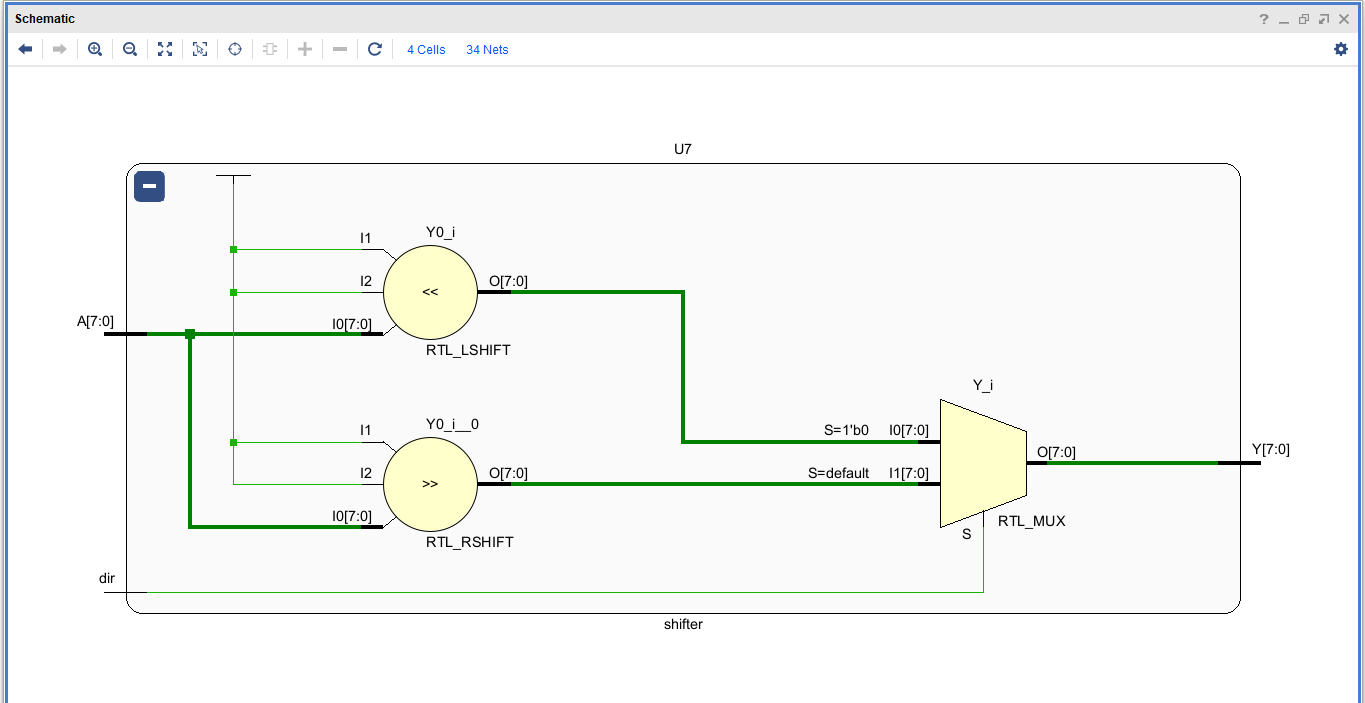 Schematic
4 Cells 34 Nets
U7
Y0_i
I1
I2
I0[7:0]
<<
O[7:0]
RTL_LSHIFT
A[7:0]
Y0_i__0
I1
I2
I0[7:0]
>>
O[7:0]
RTL_RSHIFT
Y_i
S=1'b0 I0[7:0]
S=default I1[7:0]
O[7:0]
S
RTL_MUX
Y[7:0]
dir
shifter